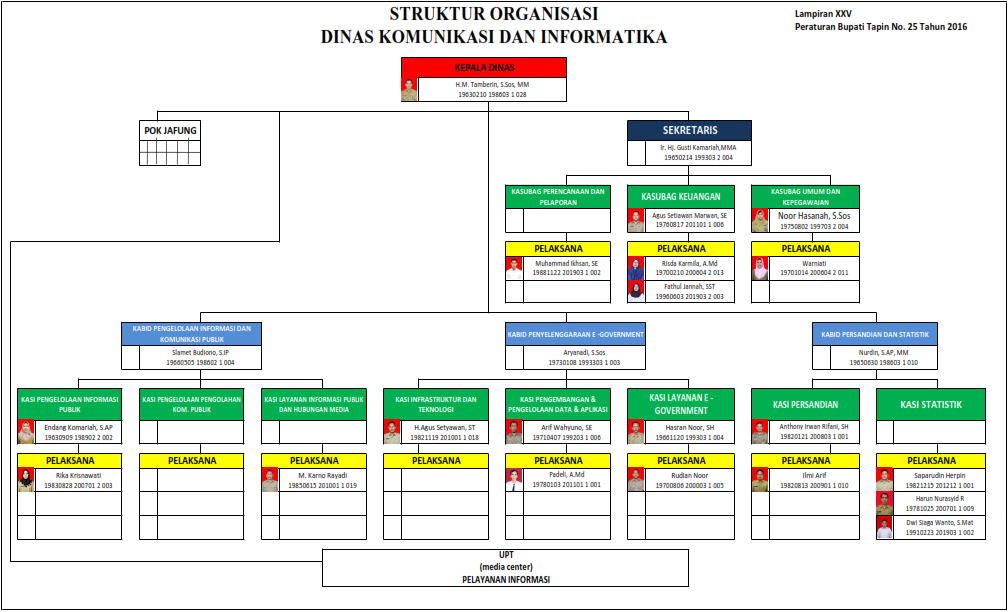 STRUKTUR ORGANISASI
DINAS KOMUNIKASI DAN INFORMATIKA
Lampiran XXV
Peraturan Bupati Tapin No. 25 Tahun 2016
KEPALA DINAS
H.M. Tamberin, S.Sos, MM
19630210 198603 1 028
POK JAFUNG
SEKRETARIS
Ir. Hj. Gusti Kamariah,MMA
19650214 199303 2 004
KASUBAG PERENCANAAN DAN
PELAPORAN
KASUBAG KEUANGAN
Agus Setiawan Marwan, SE
19760817 201101 1 006
KASUBAG UMUM DAN
KEPEGAWAIAN
Noor Hasanah, S.Sos
19750802 199703 2 004
PELAKSANA
Muhammad Ikhsan, SE
19881122 201903 1 002
PELAKSANA
Risda Karmila, A.Md
19700210 200604 2 013
Fathul Jannah, SST
19960603 201903 2 003
PELAKSANA
Warniati
19701014 200604 2 011
KABID PENGELOLAAN INFORMASI DAN
KOMUNIKASI PUBLIK
Slamet Budiono, S.IP
19660505 198602 1 004
KABID PENYELENGGARAAN E -GOVERNMENT
Aryanadi, S.Sos
19730108 1993303 1 003
KABID PERSANDIAN DAN STATISTIK
Nurdin, S.AP, MM
19650630 198603 1 010
KASI PENGELOLAAN INFORMASI
PUBLIK
Endang Komariah, S.AP
19630909 198902 2 002
KASI PENGELOLAAN PENGOLAHAN
KOM. PUBLIK
KASI LAYANAN INFORMASI PUBLIK
DAN HUBUNGAN MEDIA
KASI INFRASTRUKTUR DAN
TEKNOLOGI
H.Agus Setyawan, ST
19821119 201001 1 018
KASI PENGEMBANGAN &
PENGELOLAAN DATA & APLIKASI
Arif Wahyuno, SE
19710407 199203 1 006
KASI LAYANAN E -
GOVERNMENT
Hasran Noor, SH
19661120 199303 1 004
KASI PERSANDIAN
Anthony Irwan Rifani, SH
19820121 200803 1 001
KASI STATISTIK
PELAKSANA
Rika Krisnawati
19830828 200701 2 003
PELAKSANA
PELAKSANA
M. Karno Rayadi
19850615 201001 1 019
PELAKSANA
PELAKSANA
Padeli, A.Md
19780103 201101 1 001
PELAKSANA
Rudian Noor
19700806 200003 1 005
PELAKSANA
Ilmi Arif
19820813 200901 1 010
PELAKSANA
Saparudin Herpin
19821215 201212 1 001
Harun Nurasyid R
19781025 200701 1 009
Dwi Siaga Wanto, S.Mat
19910223 201903 1 002
UPT
(media center)
PELAYANAN INFORMASI